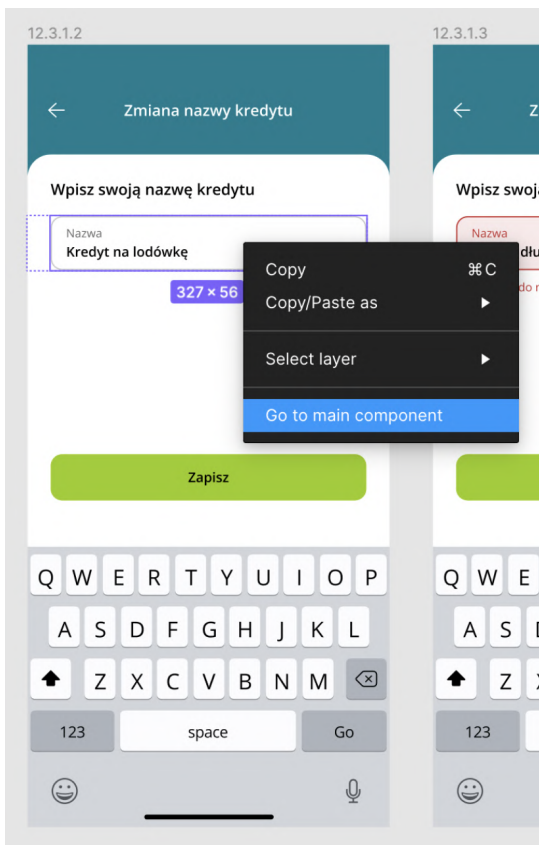 12.3.1.2
12.3.1.3
Zmiana nazwy kredytu
Z
Wpisz swoją nazwę kredytu
Wpisz swoją
Nazwa
Nazwa
Kredyt na lodówkę
dłu
327 × 56
do
Copy ⌘C
Copy/Paste as
Select layer
Go to main component
Zapisz
Q W E R T Y U I O P
Q W E
A S D F G H J K L
A S
Z X C V B N M
Z
123 space Go
123